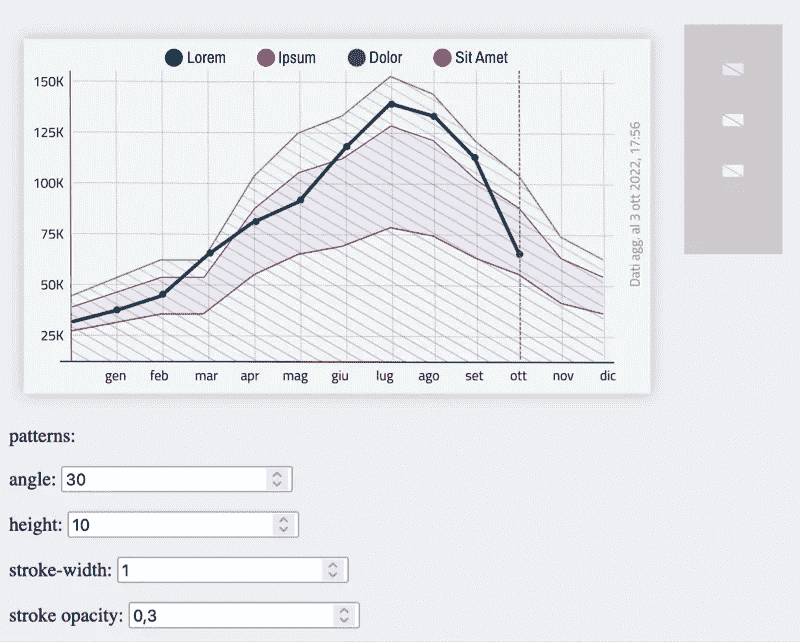 Lorem Ipsum Dolor Sit Amet
150K
125K
100K
75K
50K
25K
gen feb mar apr mag giu lug ago set ott nov dic
Dati agg. al 3 ott 2022, 17:56
patterns:
angle: 30
height: 10
stroke-width: 1
stroke opacity: 0,3